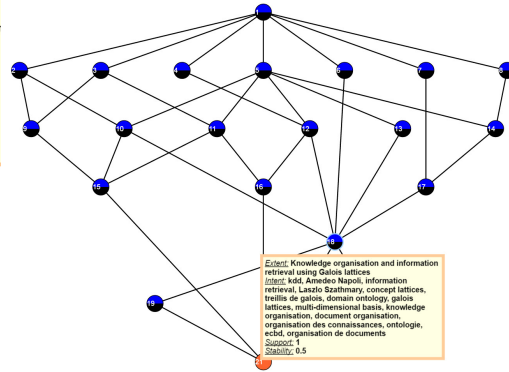 1
2
3
4
5
6
7
8
9
10
11
12
13
14
15
16
17
18
Extent: Knowledge organisation and information
retrieval using Galois lattices
Intent: kdd, Amedeo Napoli, information
retrieval, Laszlo Szathmary, concept lattices,
treillis de galois, domain ontology, galois
lattices, multi-dimensional basis, knowledge
organisation, document organisation,
organisation des connaissances, ontologie,
ecbd, organisation de documents
Support: 1
Stability: 0.5
19
21